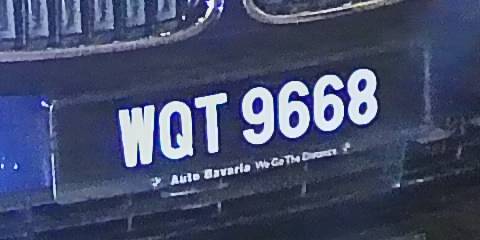 WQT 9668
Auto Bavaria We Go The Distance